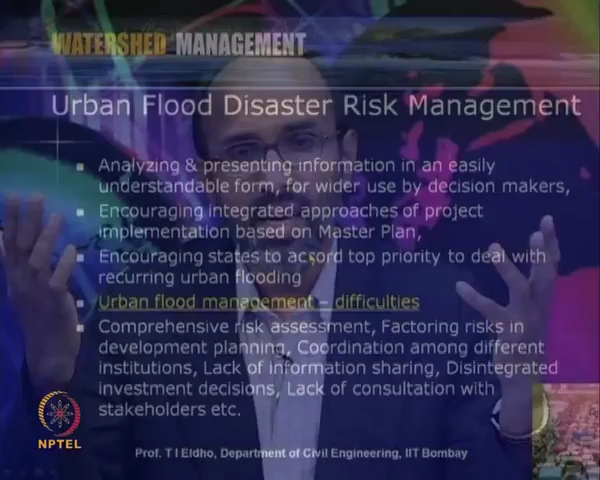 WATERSHED MANAGEMENT
Urban Flood Disaster Risk Management
Analyzing & presenting information in an easily
understandable form, for wider use by decision makers,
Encouraging integrated approaches of project
implementation based on Master Plan,
Encouraging states to accord top priority to deal with
recurring urban flooding
Urban flood management – difficulties
Comprehensive risk assessment, Factoring risks in
development planning, Coordination among different
institutions, Lack of information sharing, Disintegrated
investment decisions, Lack of consultation with
stakeholders etc.
NPTEL
Prof. T I Eldho, Department of Civil Engineering, IIT Bombay